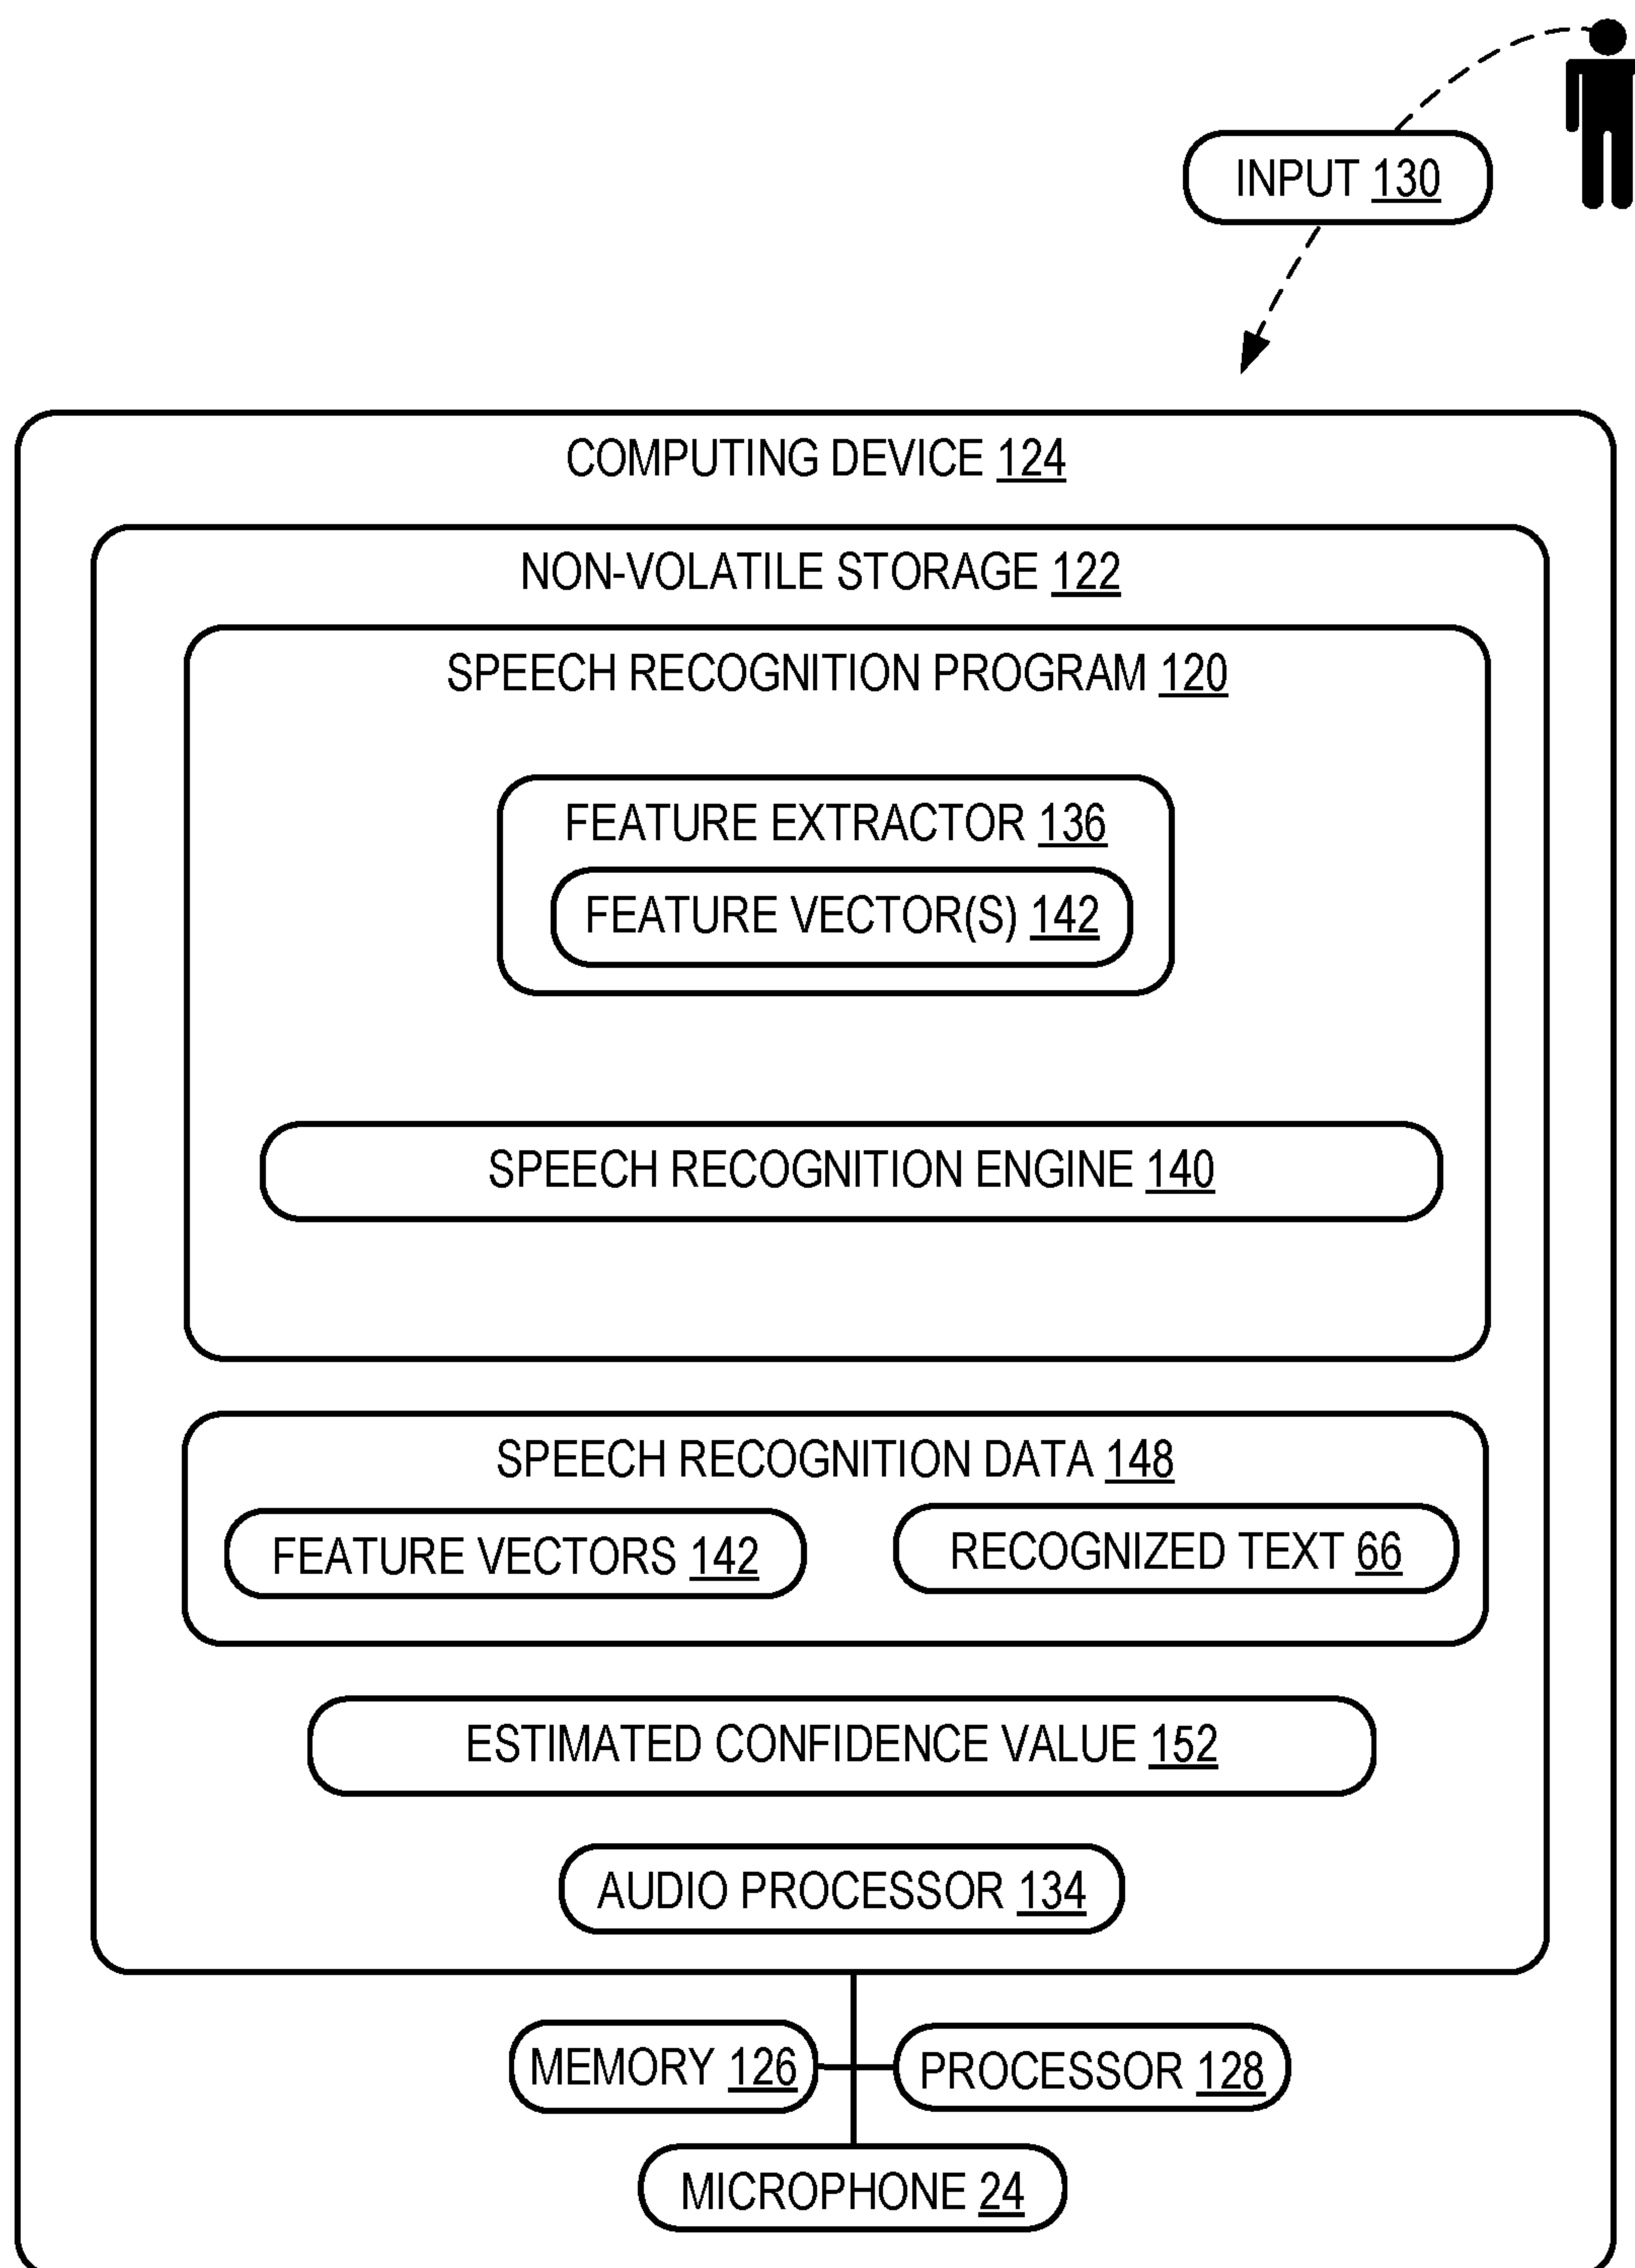 INPUT 130
COMPUTING DEVICE 124
NON-VOLATILE STORAGE 122
SPEECH RECOGNITION PROGRAM 120
FEATURE EXTRACTOR 136
FEATURE VECTOR(S) 142
SPEECH RECOGNITION ENGINE 140
SPEECH RECOGNITION DATA 148
FEATURE VECTORS 142
RECOGNIZED TEXT 66
ESTIMATED CONFIDENCE VALUE 152
AUDIO PROCESSOR 134
MEMORY 126
PROCESSOR 128
MICROPHONE 24